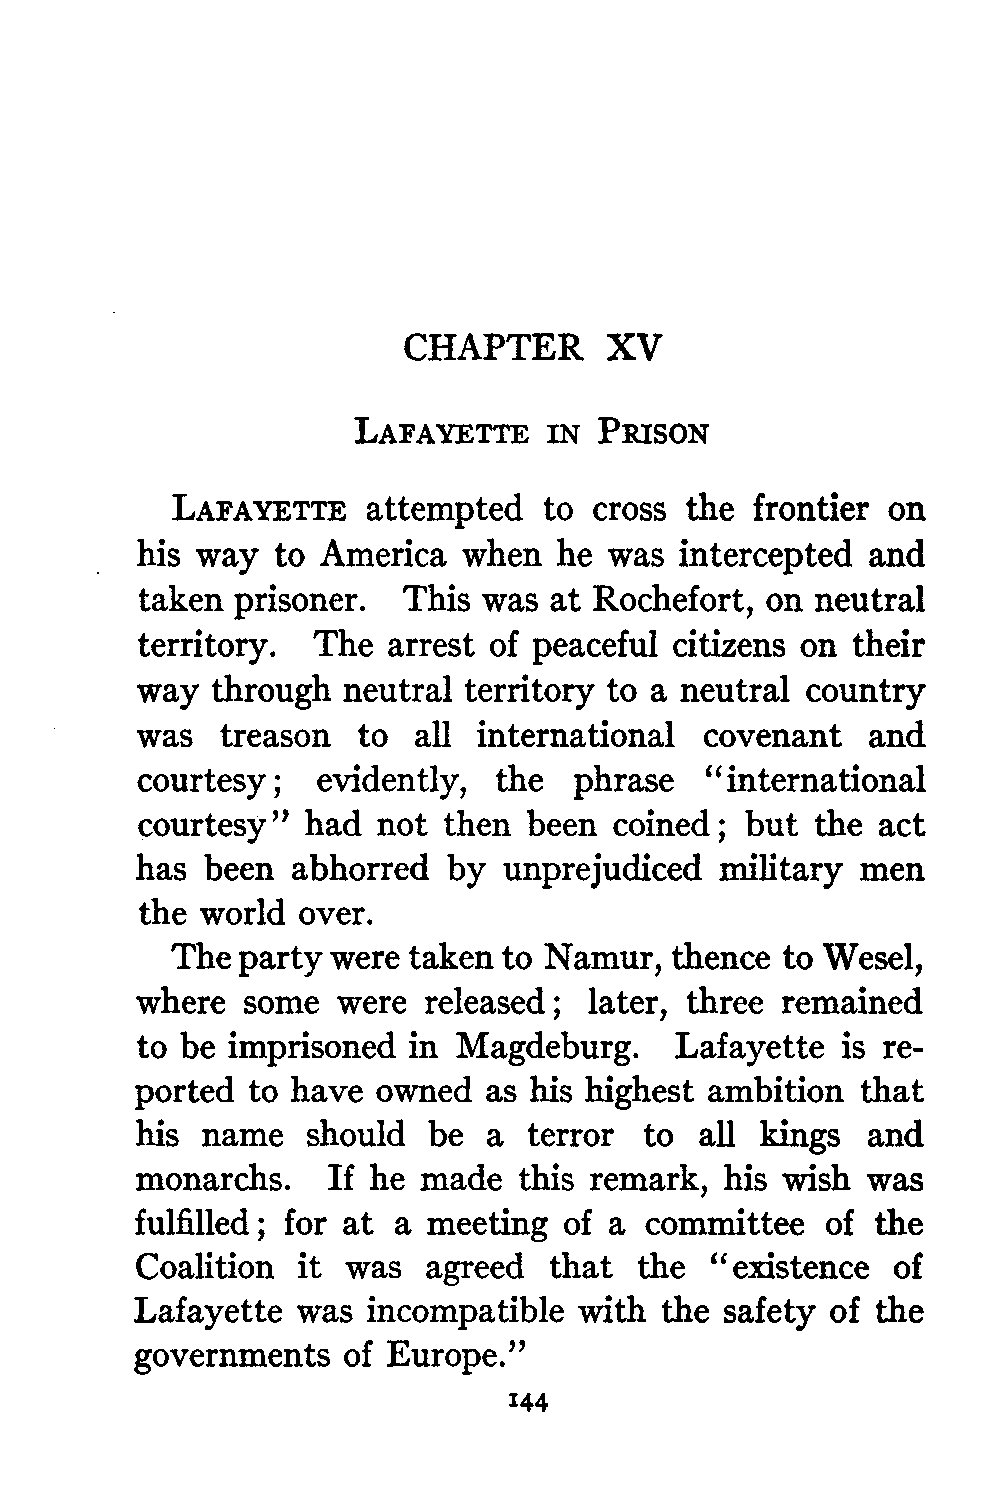 CHAPTER XV
LAFAYETTE IN PRISON
LAFAYETTE attempted to cross the frontier on
his way to America when he was intercepted and
taken prisoner. This was at Rochefort, on neutral
territory. The arrest of peaceful citizens on their
way through neutral territory to a neutral country
was treason to all international covenant and
courtesy; evidently, the phrase "international
courtesy" had not then been coined; but the act
has been abhorred by unprejudiced military men
the world over.
The party were taken to Namur, thence to Wesel,
where some were released; later, three remained
to be imprisoned in Magdeburg. Lafayette is re-
ported to have owned as his highest ambition that
his name should be a terror to all kings and
monarchs. If he made this remark, his wish was
fulfilled; for at a meeting of a committee of the
Coalition it was agreed that the "existence of
Lafayette was incompatible with the safety of the
governments of Europe."
144